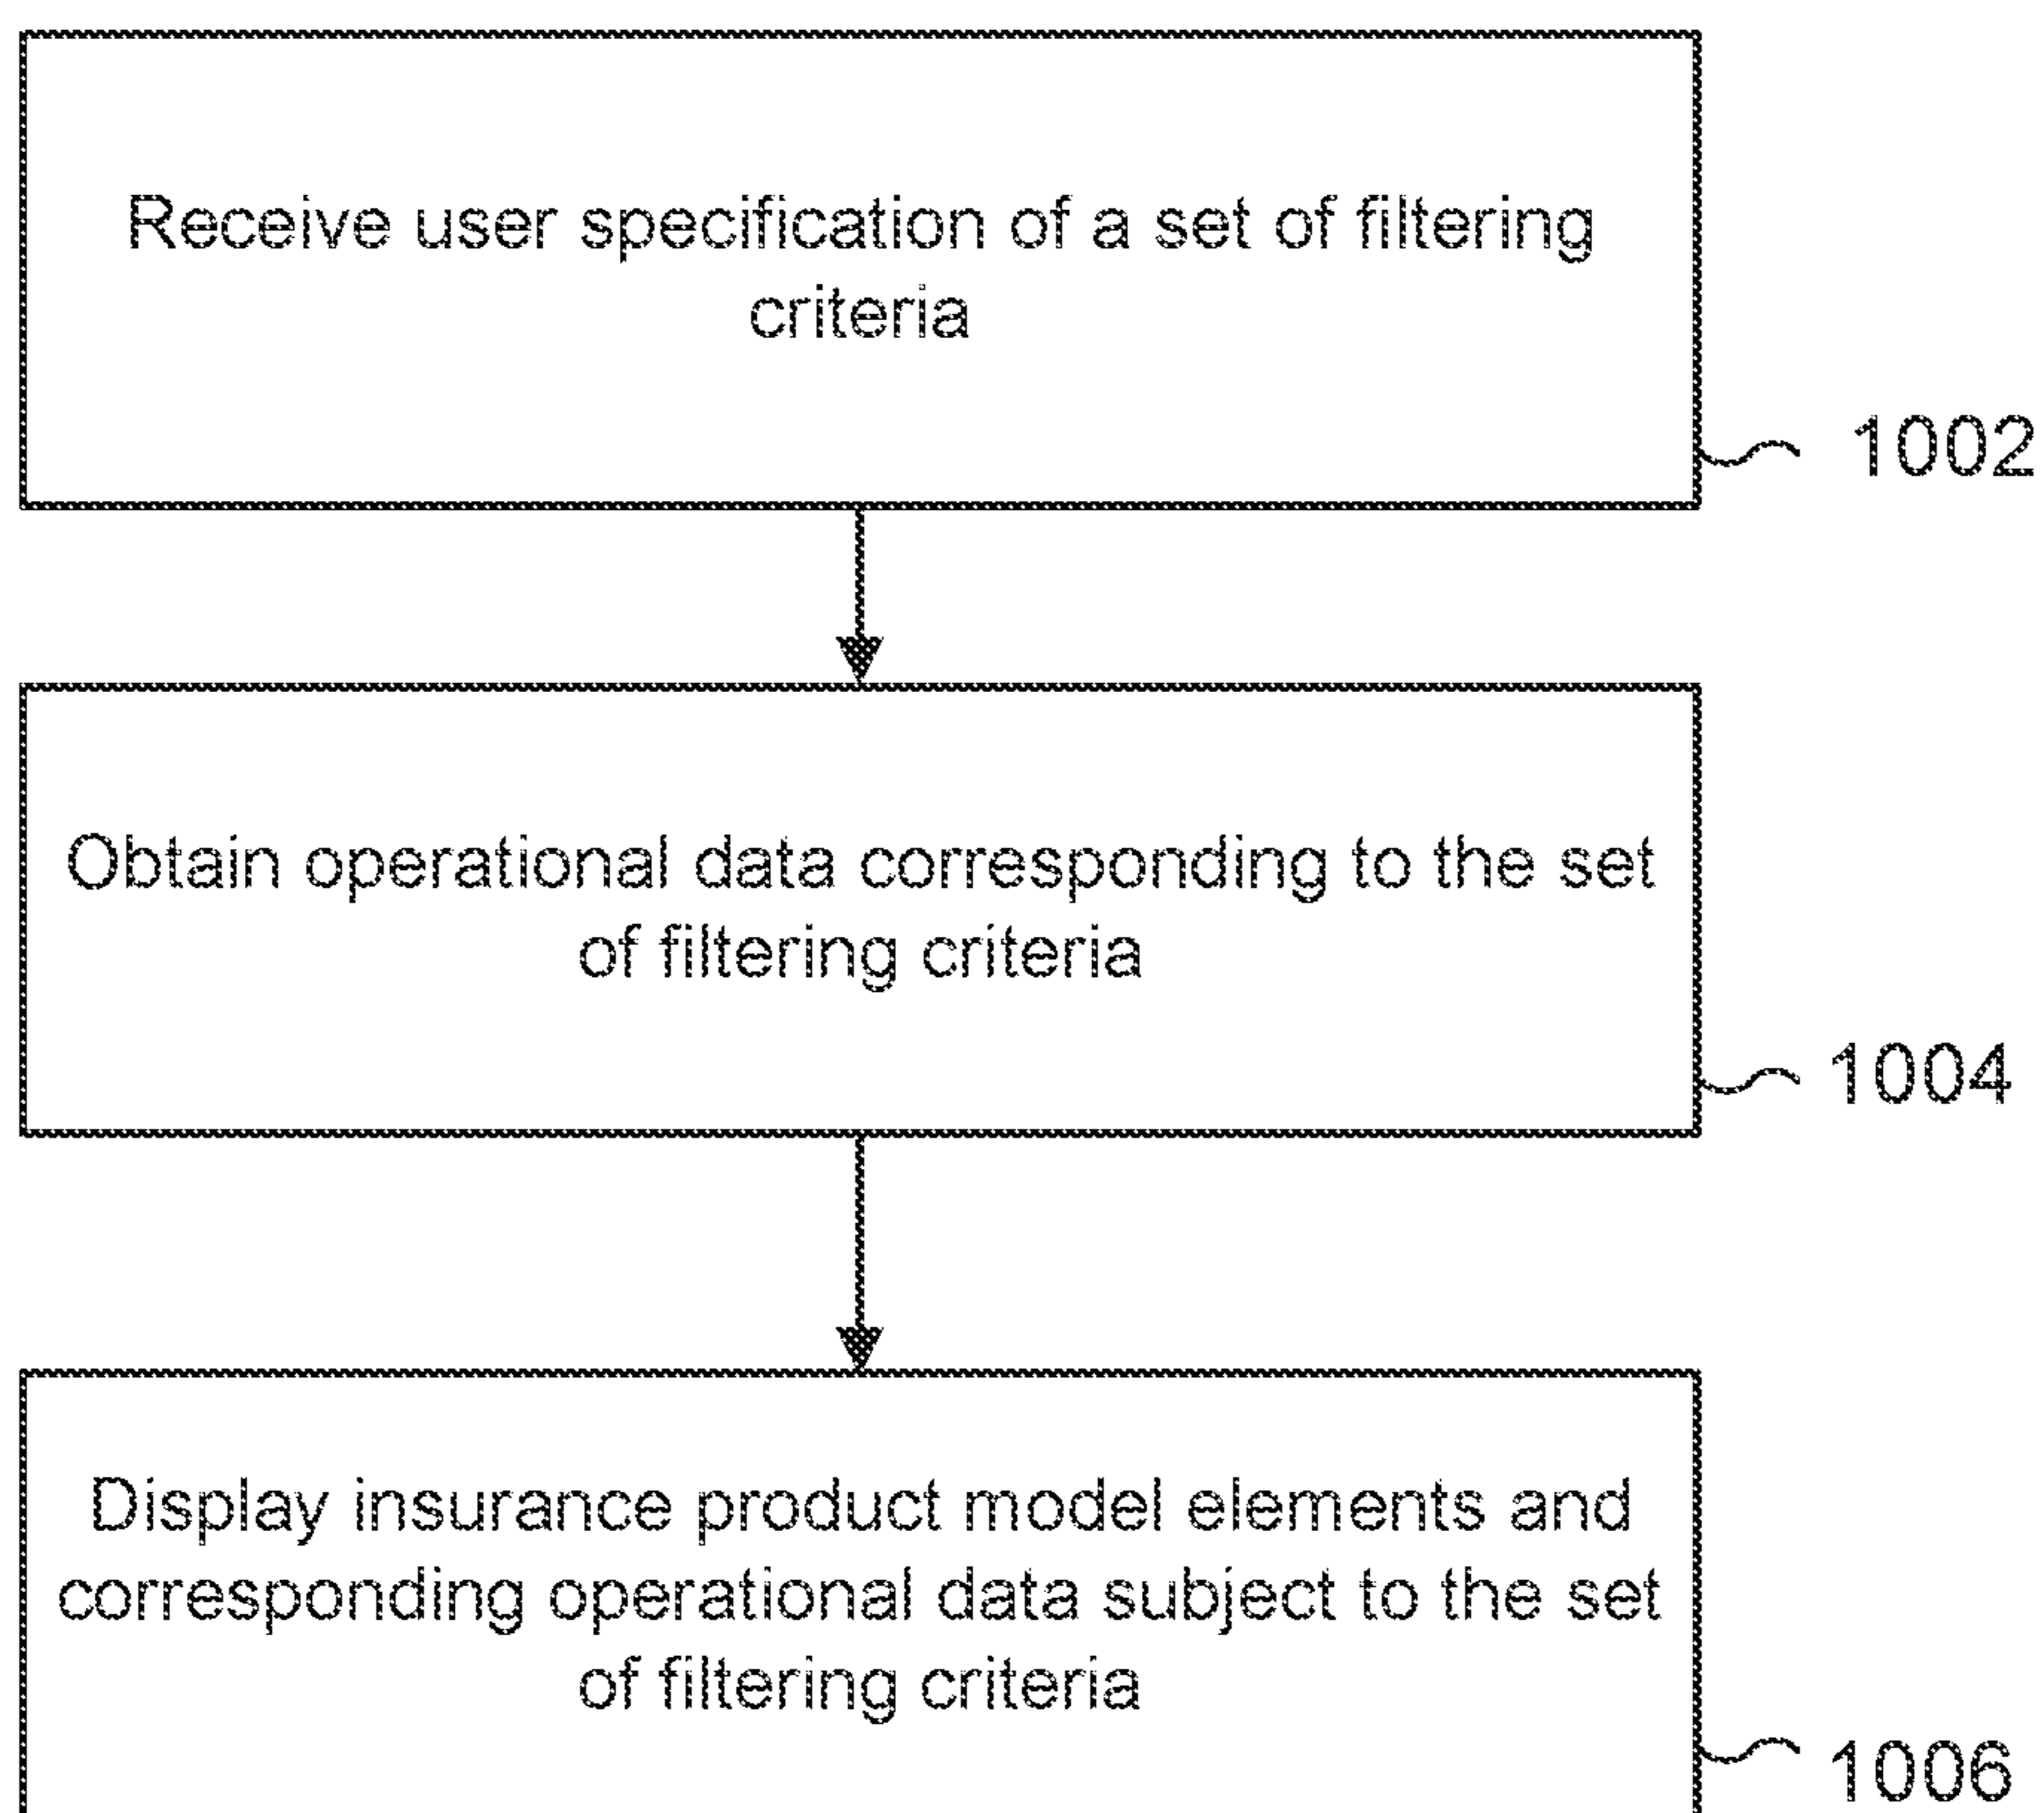 Receive user specification of a set of filtering
criteria
1002
Obtain operational data corresponding to the set
of filtering criteria
1004
Display insurance product model elements and
corresponding operational data subject to the set
of filtering criteria
1006